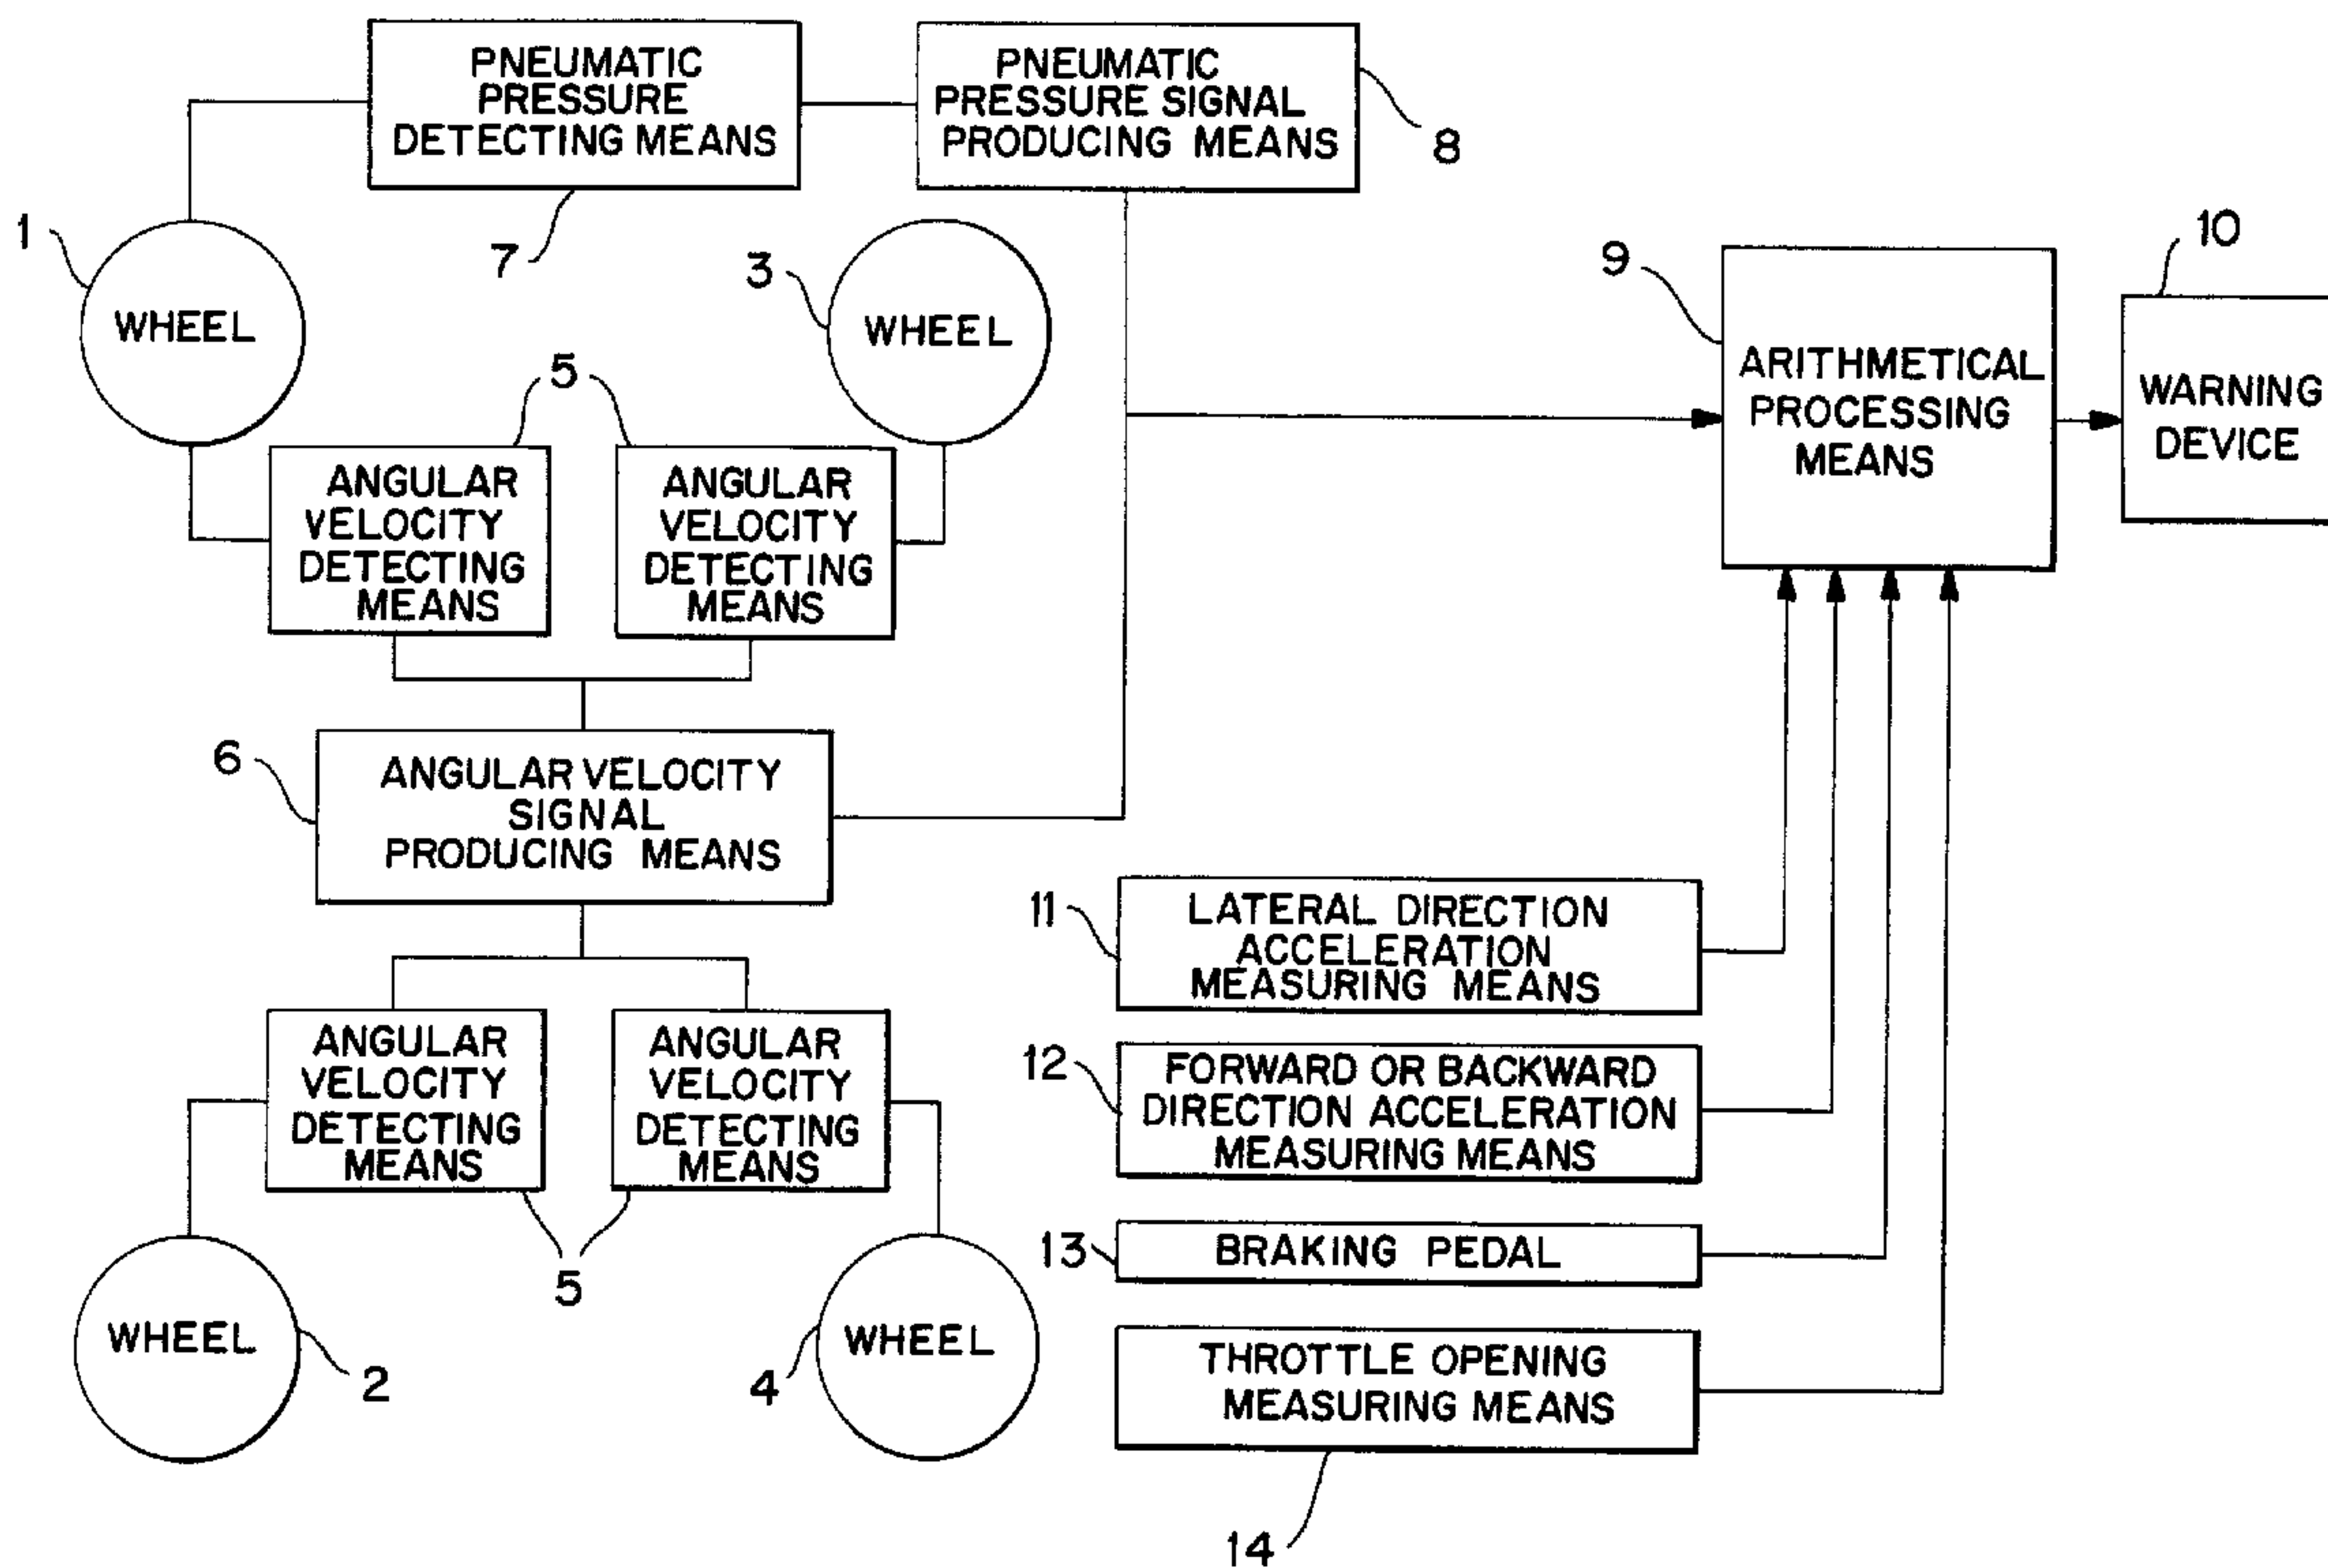 PNEUMATIC
PRESSURE
DETECTING MEANS
7
PNEUMATIC
PRESSURE SIGNAL
PRODUCING MEANS
8
1
WHEEL
3
WHEEL
5
ANGULAR
VELOCITY
DETECTING
MEANS
ANGULAR
VELOCITY
DETECTING
MEANS
9
ARITHMETICAL
PROCESSING
MEANS
10
WARNING
DEVICE
6
ANGULAR VELOCITY
SIGNAL
PRODUCING MEANS
ANGULAR
VELOCITY
DETECTING
MEANS
ANGULAR
VELOCITY
DETECTING
MEANS
5
WHEEL
2
4
WHEEL
11
LATERAL DIRECTION
ACCELERATION
MEASURING MEANS
12
FORWARD OR BACKWARD
DIRECTION ACCELERATION
MEASURING MEANS
13
BRAKING PEDAL
THROTTLE OPENING
MEASURING MEANS
14